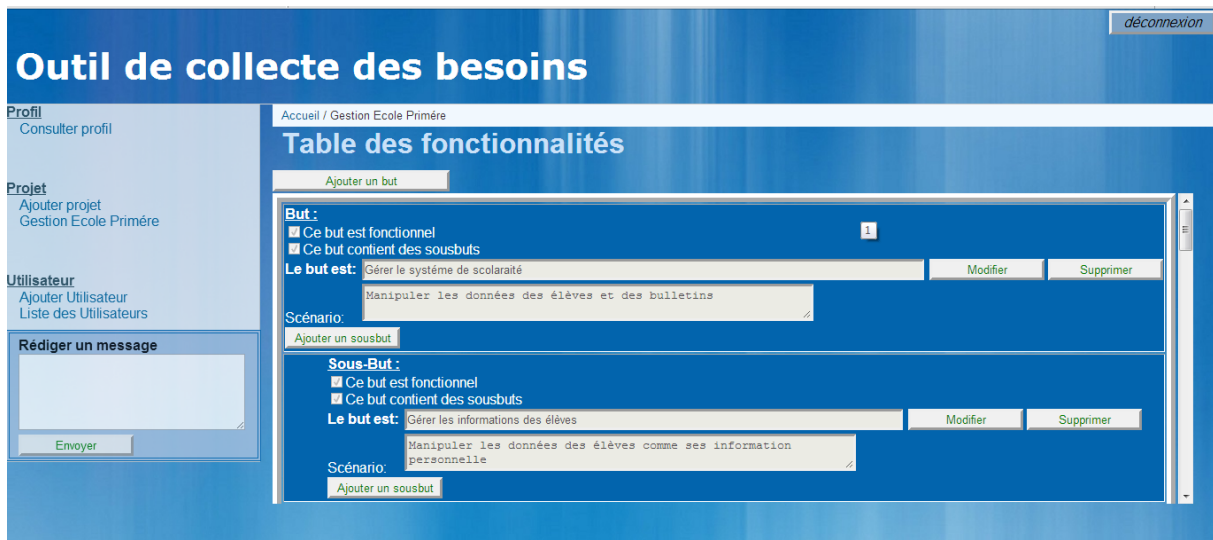 déconnexion
Outil de collecte des besoins
Profil
Consulter profil
Projet
Ajouter projet
Gestion Ecole Primére
Utilisateur
Ajouter Utilisateur
Liste des Utilisateurs
Rédiger un message
Envoyer
Accueil / Gestion Ecole Primére
Table des fonctionnalités
Ajouter un but
But :
Ce but est fonctionnel
1
Ce but contient des sousbuts
Le but est: Gérer le systéme de scolaraité Modifier Supprimer
Manipuler les données des élèves et des bulletins
Scénario:
Ajouter un sousbut
Sous-But :
Ce but est fonctionnel
Ce but contient des sousbuts
Le but est: Gérer les informations des élèves Modifier Supprimer
Manipuler les données des élèves comme ses information
personnelle
Scénario:
Ajouter un sousbut